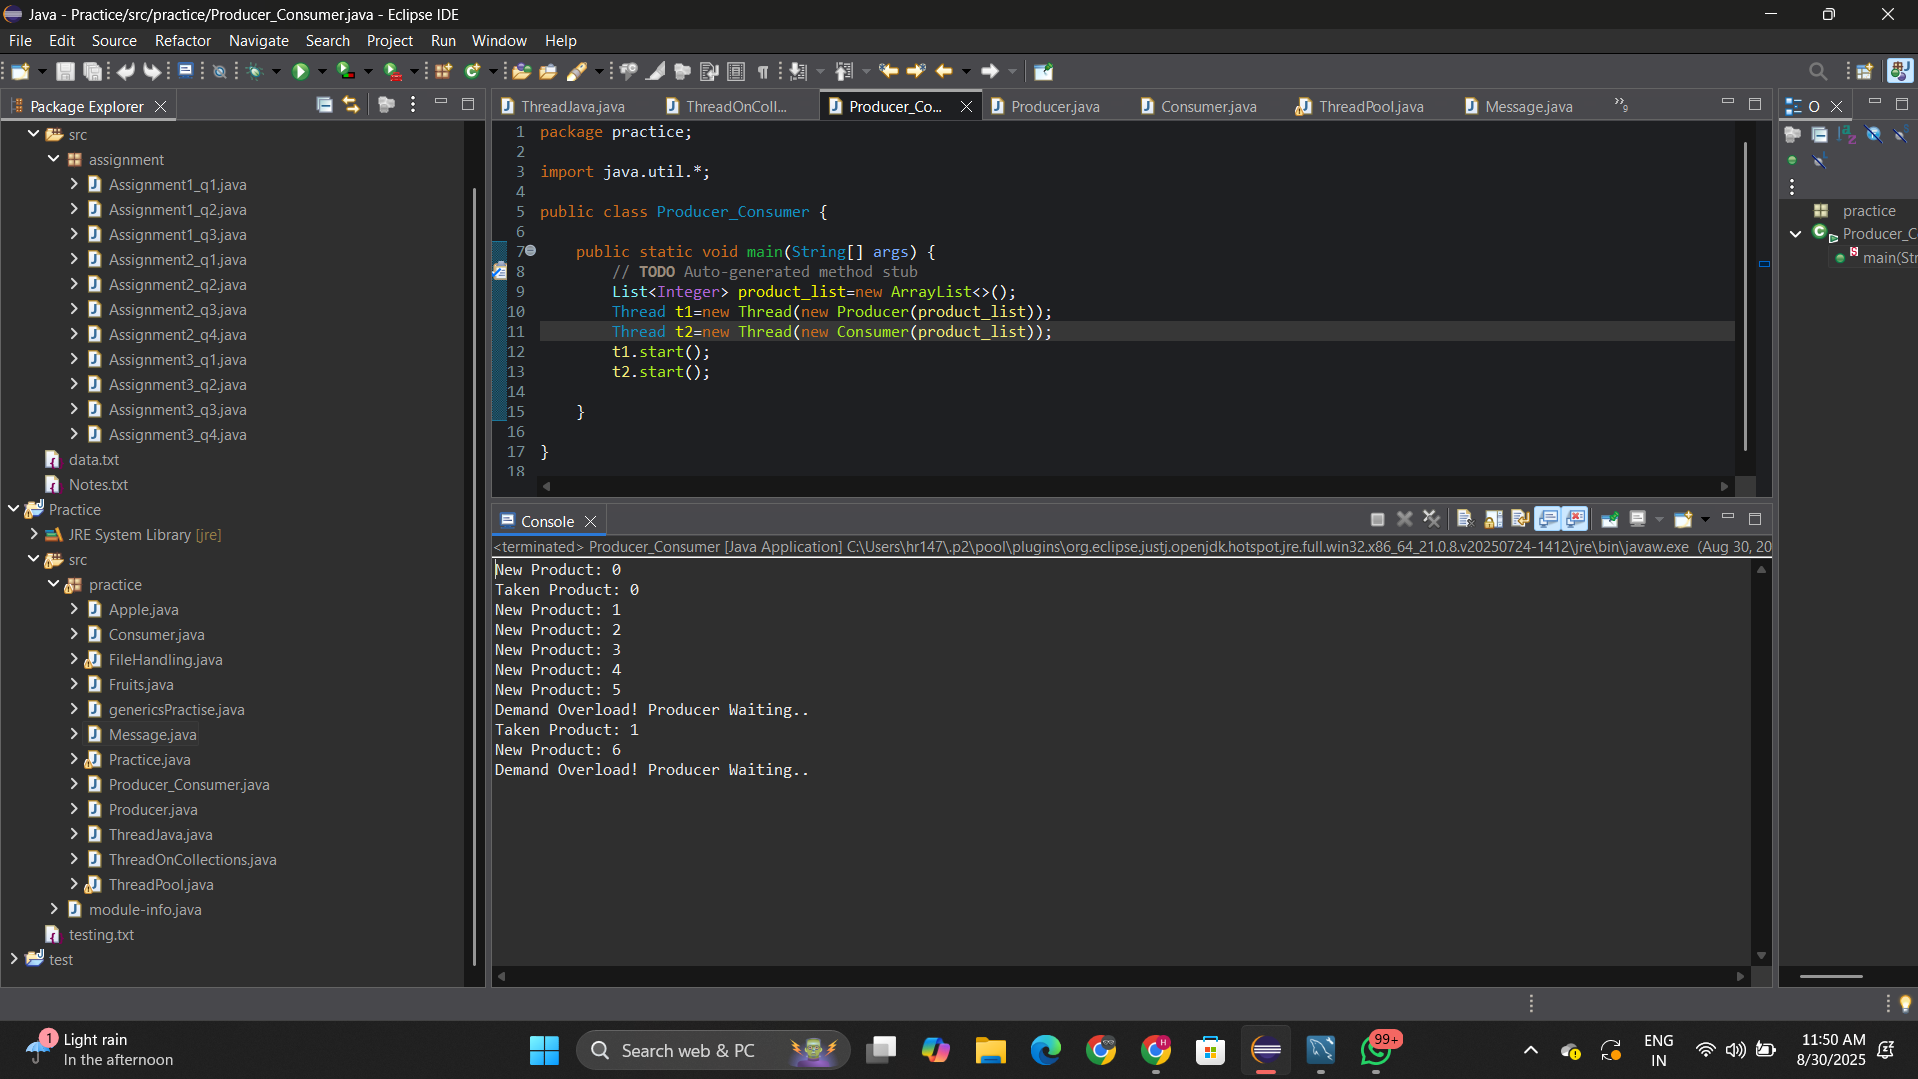 Java - Practice/src/practice/Producer_Consumer.java - Eclipse IDE
File Edit Source Refactor Navigate Search Project Run Window Help
Package Explorer
src
assignment
Assignment1_q1.java
Assignment1_q2.java
Assignment1_q3.java
Assignment2_q1.java
Assignment2_q2.java
Assignment2_q3.java
Assignment2_q4.java
Assignment3_q1.java
Assignment3_q2.java
Assignment3_q3.java
Assignment3_q4.java
data.txt
Notes.txt
Practice
JRE System Library [jre]
src
practice
Apple.java
Consumer.java
FileHandling.java
Fruits.java
genericsPractise.java
Message.java
Practice.java
Producer_Consumer.java
Producer.java
ThreadJava.java
ThreadOnCollections.java
ThreadPool.java
module-info.java
testing.txt
test
ThreadJava.java ThreadOnColl... Producer_Co... Producer.java Consumer.java ThreadPool.java Message.java »9
1 package practice;
2
3 import java.util.*;
4
5 public class Producer_Consumer {
6
7 public static void main(String[] args) {
8 // TODO Auto-generated method stub
9 List<Integer> product_list=new ArrayList<>();
10 Thread t1=new Thread(new Producer(product_list));
11 Thread t2=new Thread(new Consumer(product_list));
12 t1.start();
13 t2.start();
14
15 }
16
17 }
18
Console
<terminated> Producer_Consumer [Java Application] C:\Users\hr147\.p2\pool\plugins\org.eclipse.justj.openjdk.hotspot.jre.full.win32.x86_64_21.0.8.v20250724-1412\jre\bin\javaw.exe (Aug 30, 20
New Product: 0
Taken Product: 0
New Product: 1
New Product: 2
New Product: 3
New Product: 4
New Product: 5
Demand Overload! Producer Waiting..
Taken Product: 1
New Product: 6
Demand Overload! Producer Waiting..
O
practice
Producer_C
main(Str
1
Light rain
In the afternoon
Search web & PC
99+
ENG
IN
11:50 AM
8/30/2025